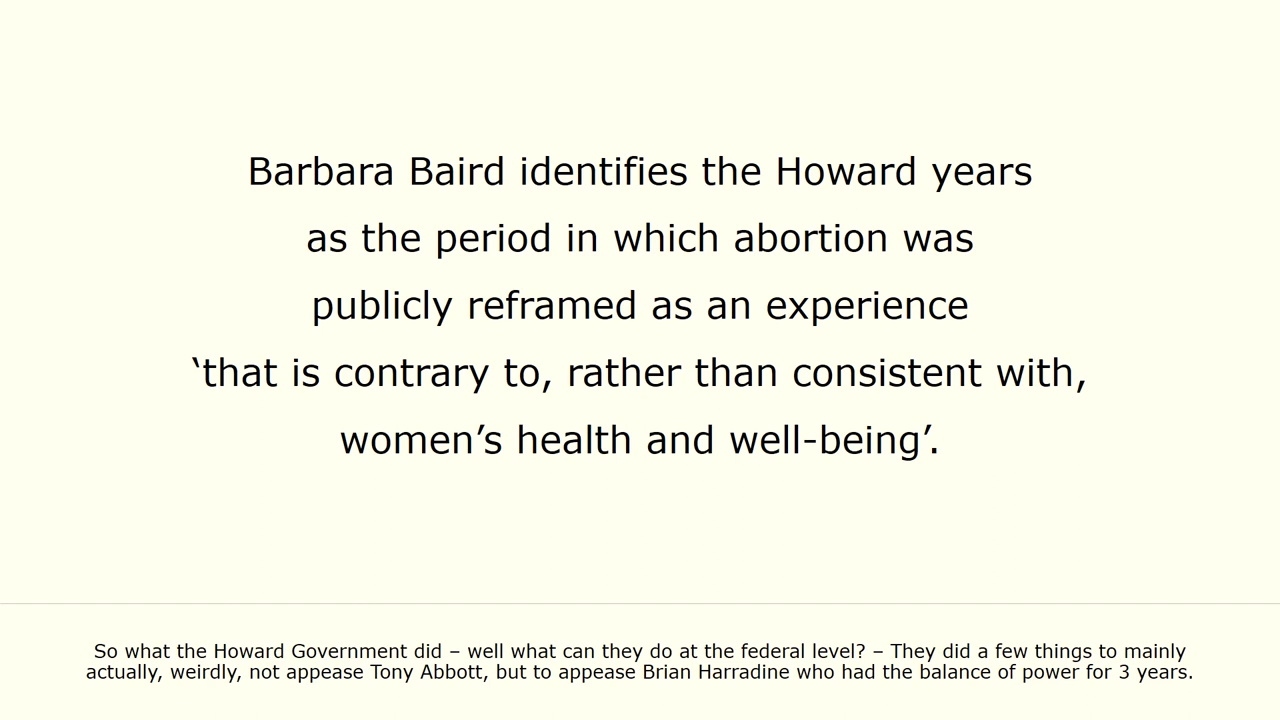 Barbara Baird identifies the Howard years
as the period in which abortion was
publicly reframed as an experience
‘that is contrary to, rather than consistent with,
women’s health and well-being’.
So what the Howard Government did – well what can they do at the federal level? – They did a few things to mainly
actually, weirdly, not appease Tony Abbott, but to appease Brian Harradine who had the balance of power for 3 years.